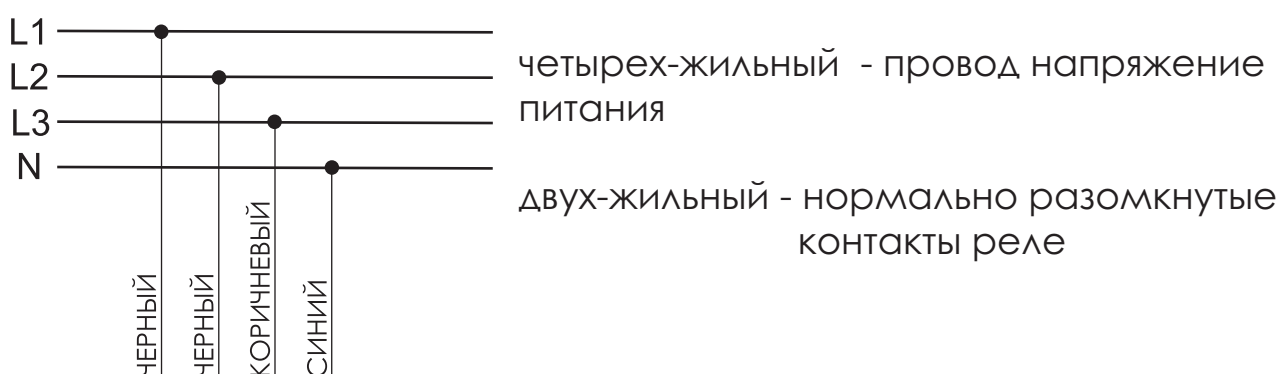 L1
L2
L3
N
четырех-жильный - провод напряжение
питания
двух-жильный - нормально разомкнутые
контакты реле
ЧЕРНЫЙ
ЧЕРНЫЙ
КОРИЧНЕВЫЙ
СИНИЙ